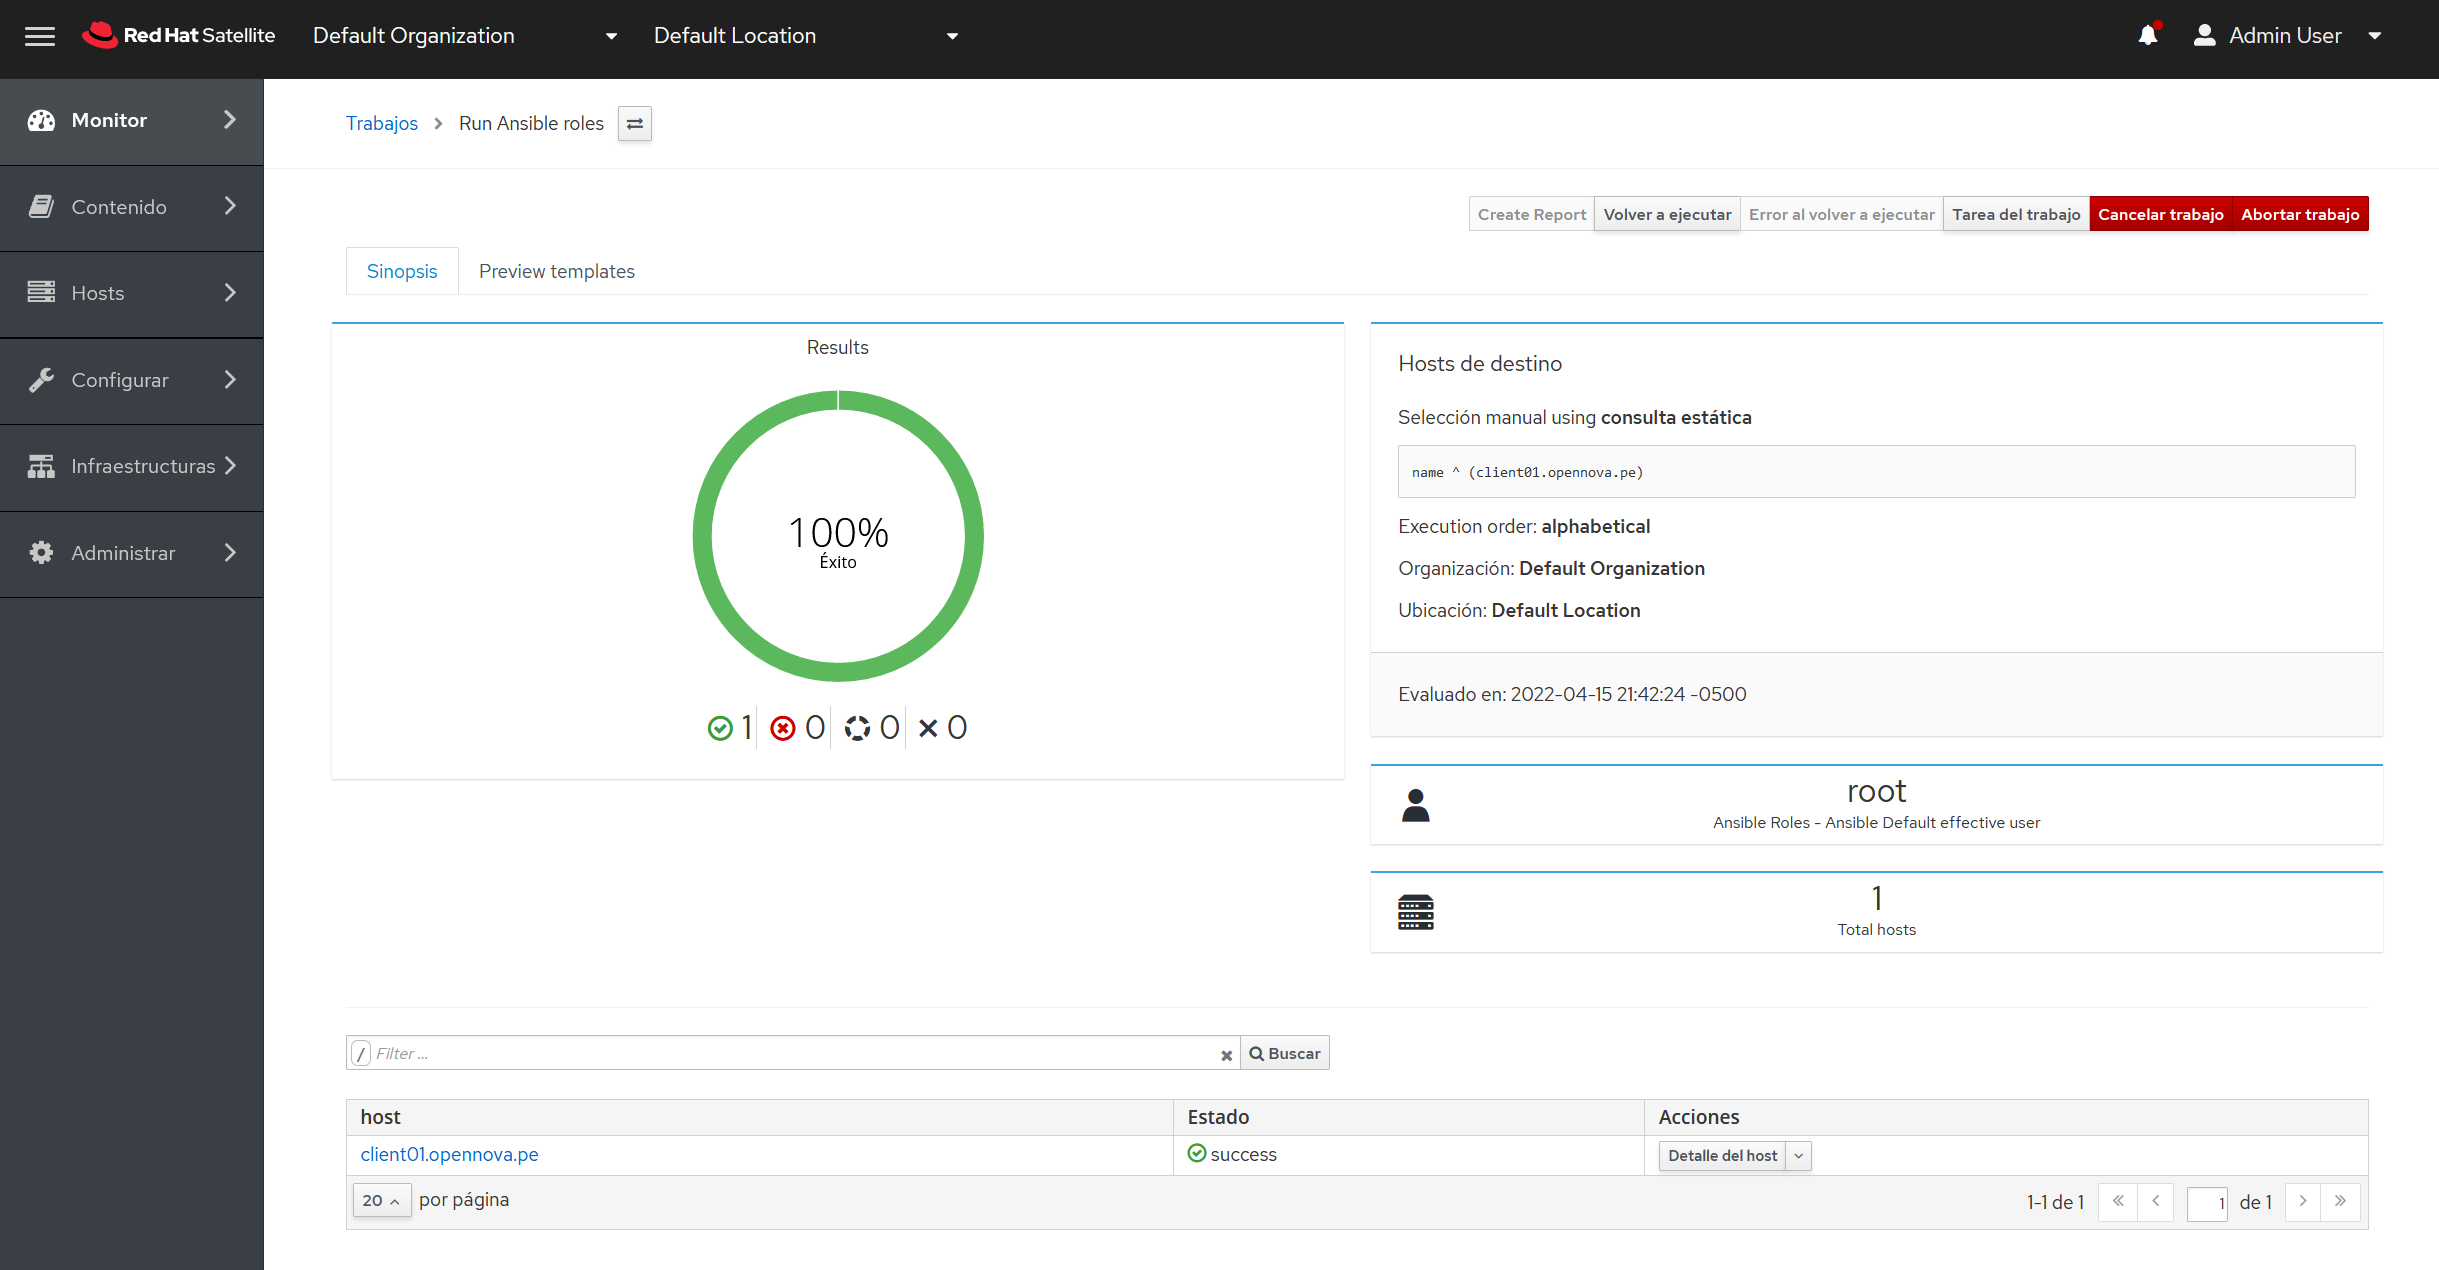 Red Hat Satellite Default Organization Default Location Admin User
Monitor
Contenido
Hosts
Configurar
Infraestructuras
Administrar
Trabajos Run Ansible roles
Create Report Volver a ejecutar Error al volver a ejecutar Tarea del trabajo Cancelar trabajo Abortar trabajo
Sinopsis Preview templates
Results
100%
Éxito
1 0 0 0
Hosts de destino
Selección manual using consulta estática
name ^ (client01.opennova.pe)
Execution order: alphabetical
Organización: Default Organization
Ubicación: Default Location
Evaluado en: 2022-04-15 21:42:24 -0500
root
Ansible Roles - Ansible Default effective user
1
Total hosts
/ Filter ... Buscar
host Estado Acciones
client01.opennova.pe success Detalle del host
20 por página 1-1 de 1 « ‹ 1 de 1 › »